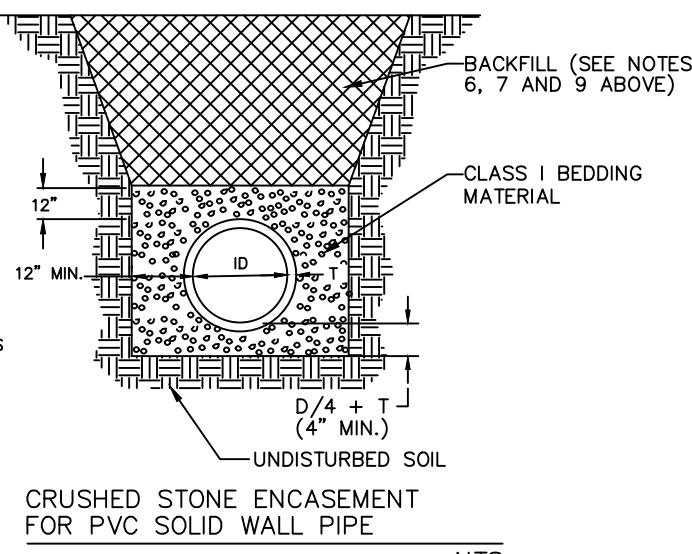 BACKFILL (SEE NOTES
6, 7 AND 9 ABOVE)
CLASS I BEDDING
MATERIAL
12"
12" MIN.
ID
T
D/4 + T
(4" MIN.)
UNDISTURBED SOIL
CRUSHED STONE ENCASEMENT
FOR PVC SOLID WALL PIPE